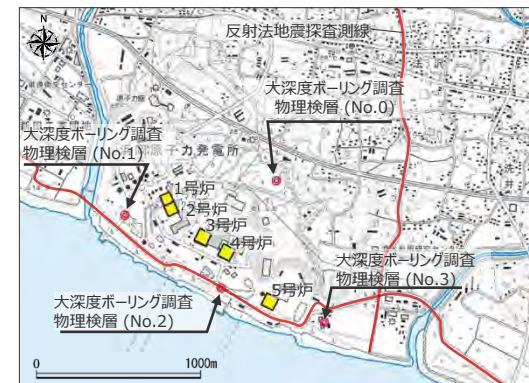 N
反射法地震探査測線
大深度ボーリング調査
物理検層 (No.0)
大深度ボーリング調査
物理検層 (No.1)
原子力発電所
1号炉
2号炉
3号炉
4号炉
5号炉
大深度ボーリング調査
物理検層 (No.3)
大深度ボーリング調査
物理検層 (No.2)
0
1000m